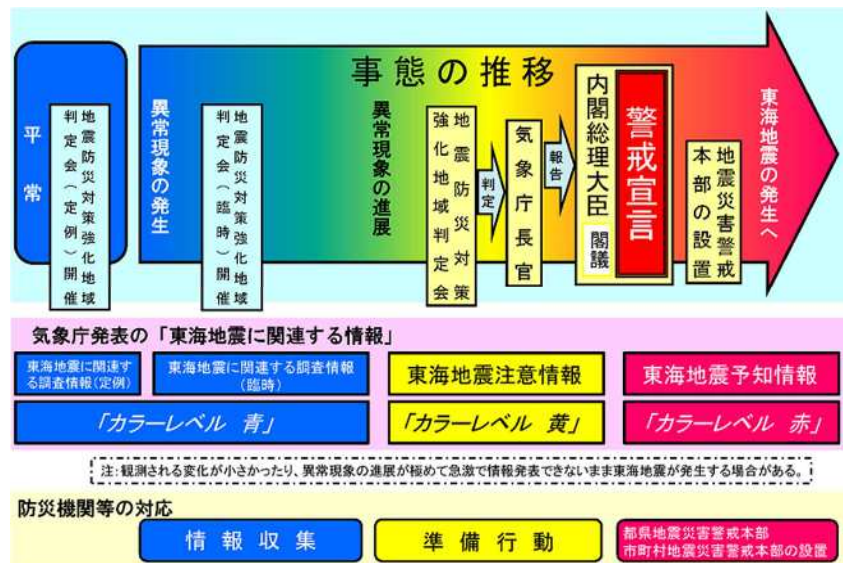 事態の推移
平常
地震防災対策強化地域
判定会(定例)開催
異常現象の発生
地震防災対策強化地域
判定会(臨時)開催
異常現象の進展
地震防災対策
強化地域判定会
判定
気象庁長官
報告
内閣総理大臣
閣議
警戒宣言
地震災害警戒
本部の設置
東海地震の発生へ
気象庁発表の「東海地震に関連する情報」
東海地震に関連す
る調査情報(定例)
東海地震に関連する調査情報
(臨時)
東海地震注意情報
東海地震予知情報
「カラーレベル 青」
「カラーレベル 黄」
「カラーレベル 赤」
注:観測される変化が小さかったり、異常現象の進展が極めて急激で情報発表できないまま東海地震が発生する場合がある。
防災機関等の対応
情報収集
準備行動
都県地震災害警戒本部
市町村地震災害警戒本部の設置